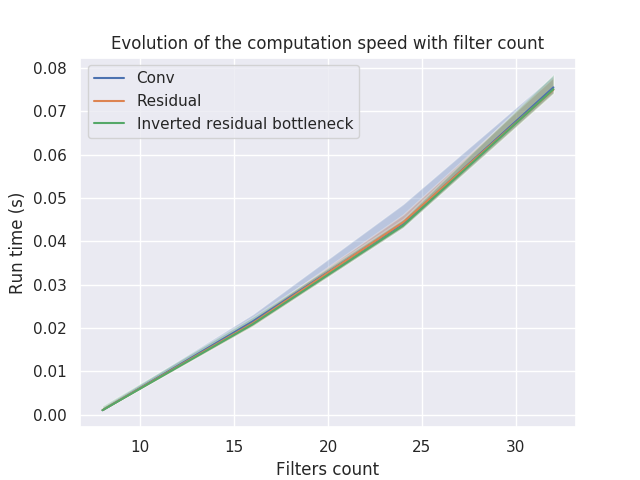 Evolution of the computation speed with filter count
Conv
Residual
Inverted residual bottleneck
Run time (s)
0.08
0.07
0.06
0.05
0.04
0.03
0.02
0.01
0.00
10 15 20 25 30
Filters count